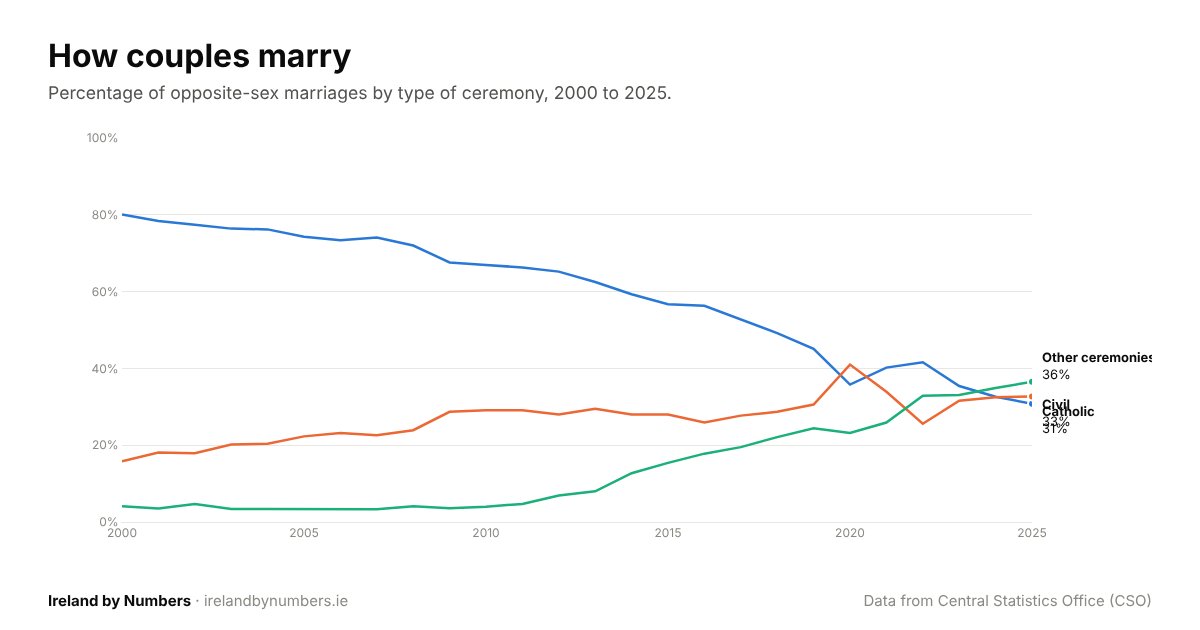 How couples marry
Percentage of opposite-sex marriages by type of ceremony, 2000 to 2025.
100%
80%
60%
40%
20%
0%
2000 2005 2010 2015 2020 2025
Other ceremonies
36%
Civil
33%
Catholic
31%
Ireland by Numbers · irelandbynumbers.ie
Data from Central Statistics Office (CSO)